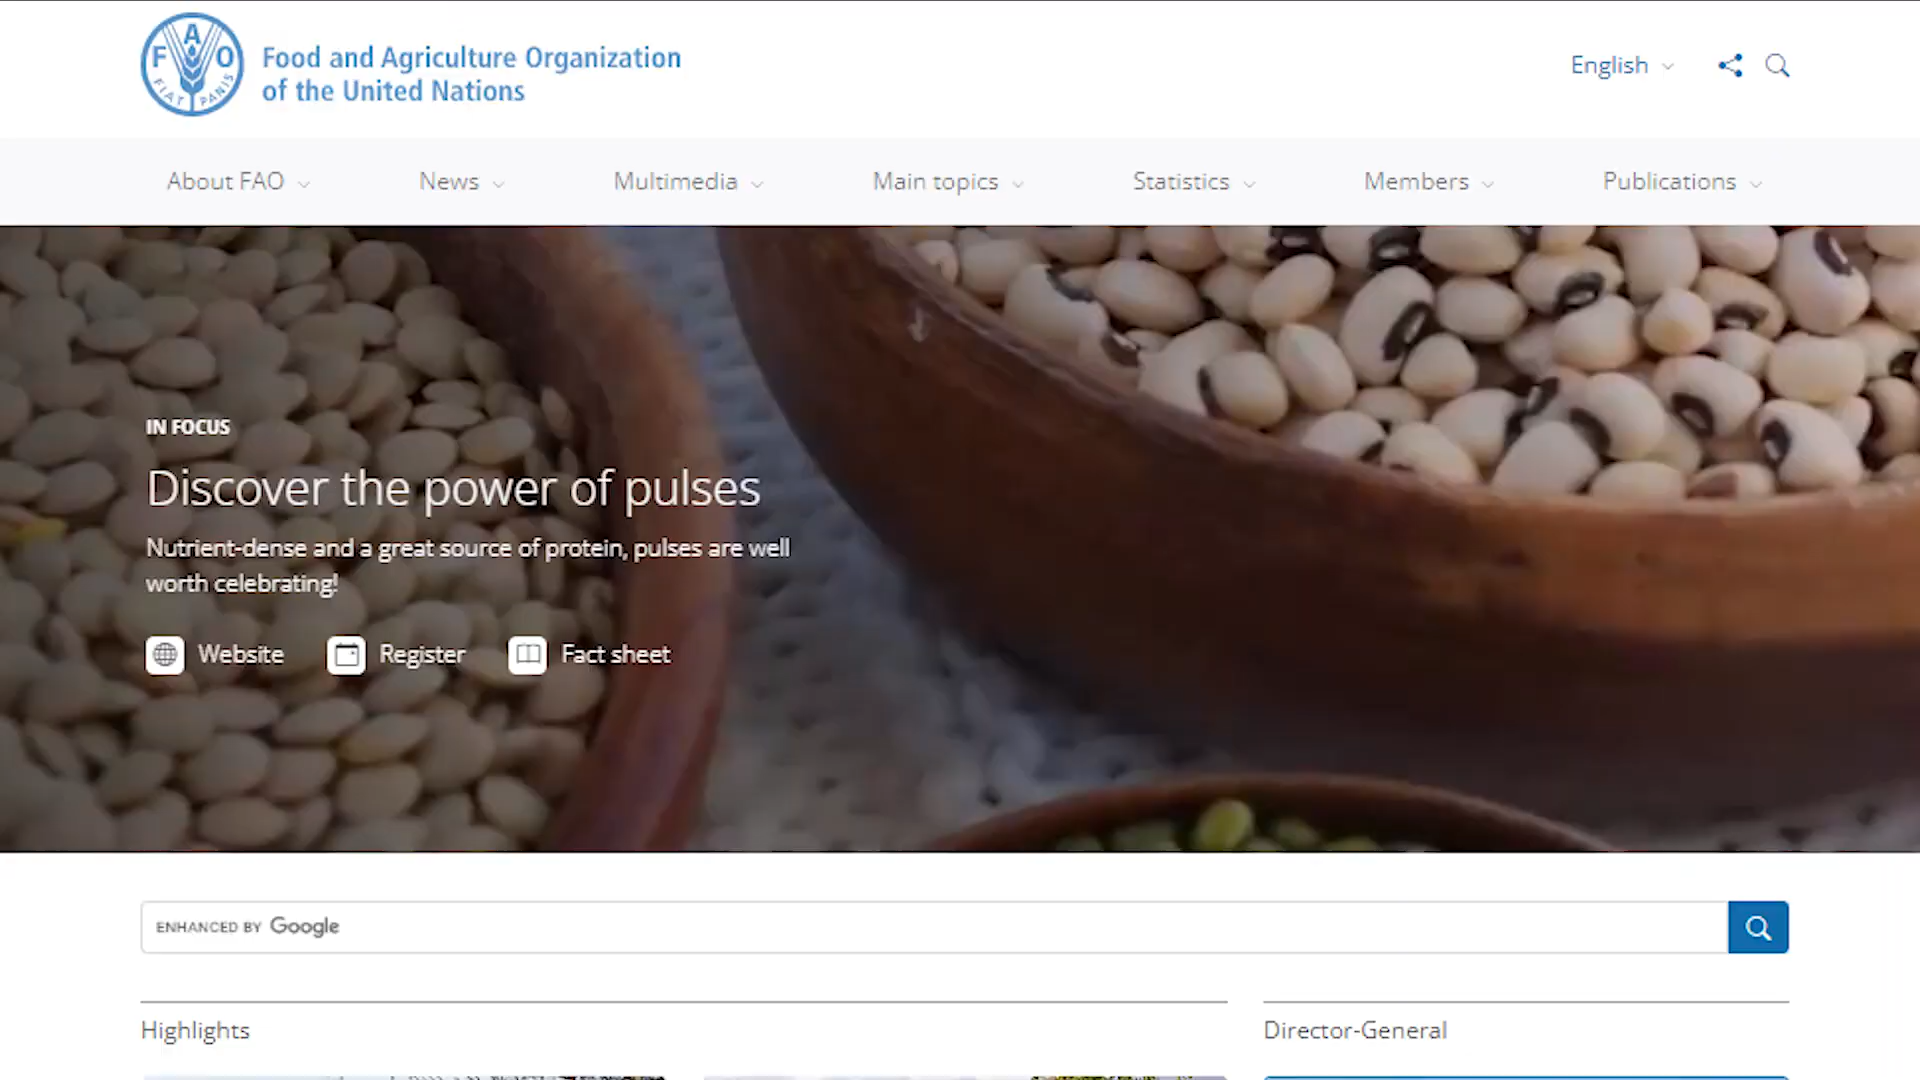 FAO
FIAT PANIS
Food and Agriculture Organization
of the United Nations
English
About FAO
News
Multimedia
Main topics
Statistics
Members
Publications
IN FOCUS
Discover the power of pulses
Nutrient-dense and a great source of protein, pulses are well
worth celebrating!
Website
Register
Fact sheet
ENHANCED BY Google
Highlights
Director-General